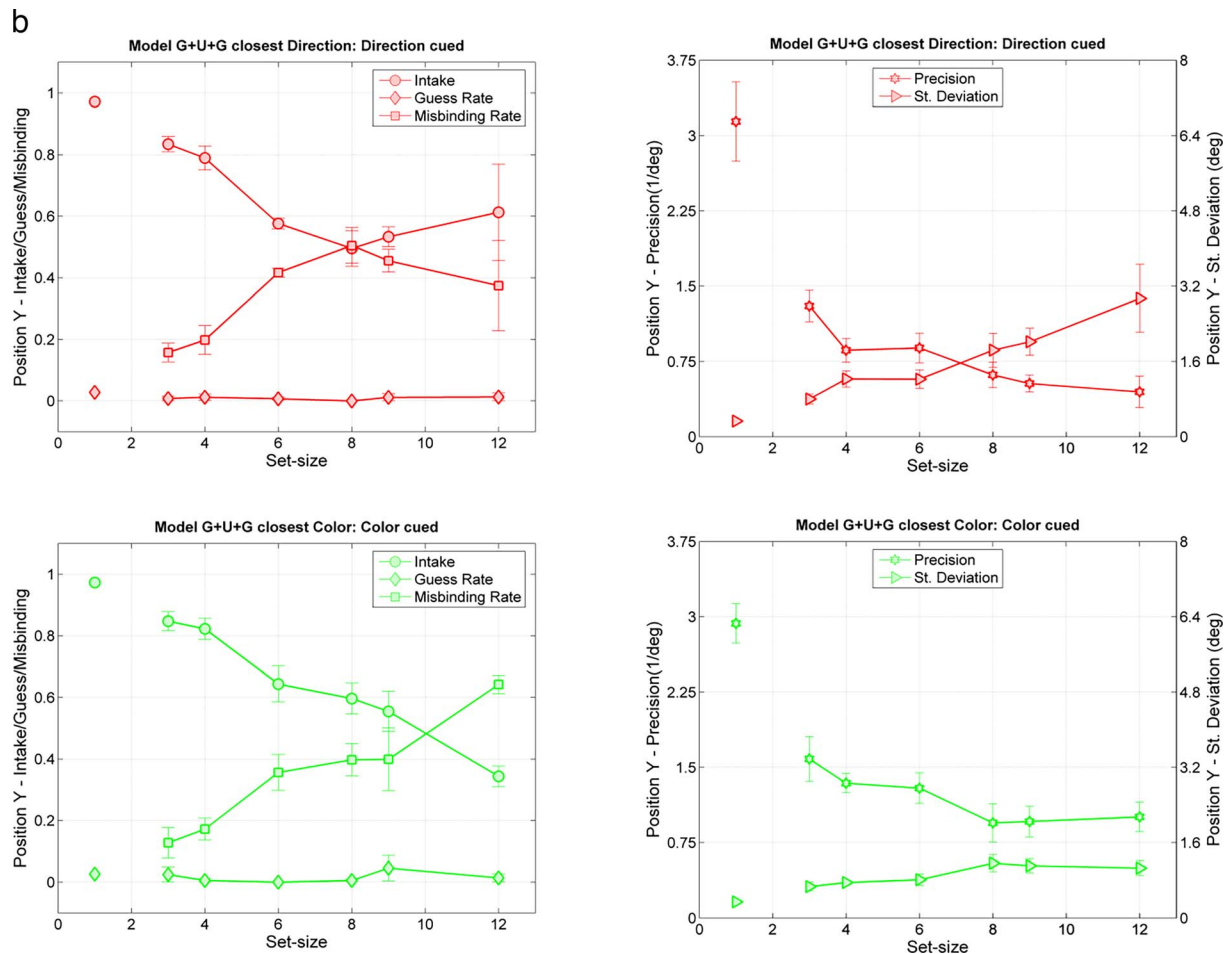 b
Model G+U+G closest Direction: Direction cued
Intake
Guess Rate
Misbinding Rate
Position Y - Intake/Guess/Misbinding
1
0.8
0.6
0.4
0.2
0
0 2 4 6 8 10 12
Set-size
Model G+U+G closest Direction: Direction cued
Precision
St. Deviation
Position Y - Precision(1/deg)
3.75
3
2.25
1.5
0.75
0
8
6.4
4.8
3.2
1.6
0
Position Y - St. Deviation (deg)
0 2 4 6 8 10 12
Set-size
Model G+U+G closest Color: Color cued
Intake
Guess Rate
Misbinding Rate
Position Y - Intake/Guess/Misbinding
1
0.8
0.6
0.4
0.2
0
0 2 4 6 8 10 12
Set-size
Model G+U+G closest Color: Color cued
Precision
St. Deviation
Position Y - Precision(1/deg)
3.75
3
2.25
1.5
0.75
0
8
6.4
4.8
3.2
1.6
0
Position Y - St. Deviation (deg)
0 2 4 6 8 10 12
Set-size